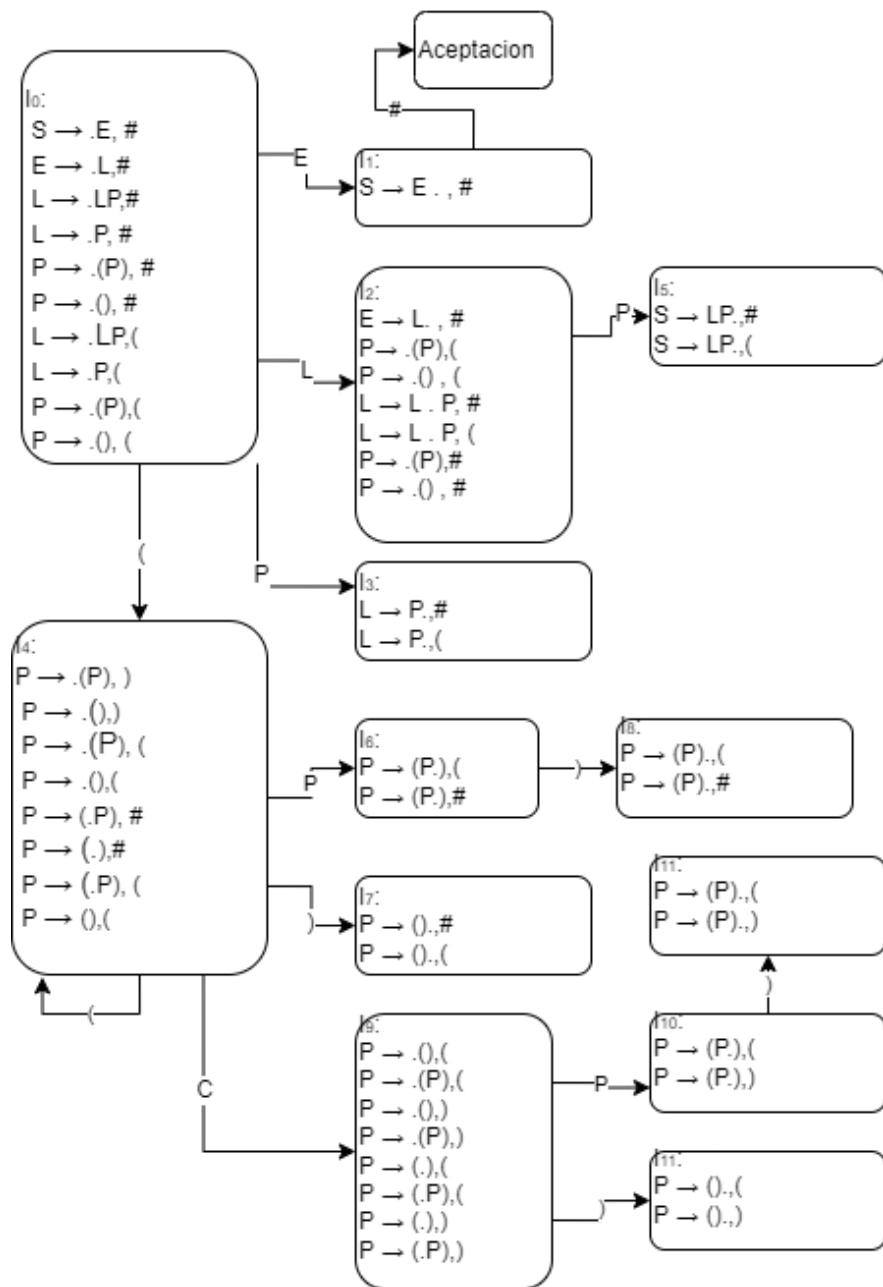 Aceptacion
#
I₀:
S → .E, #
E → .L,#
L → .LP,#
L → .P, #
P → .(P), #
P → .(), #
L → .LP,(
L → .P,(
P → .(P),(
P → .(), (
E
I₁:
S → E . , #
L
I₂:
E → L. , #
P→ .(P),(
P → .() , (
L → L . P, #
L → L . P, (
P→ .(P),#
P → .() , #
P
I₅:
S → LP.,#
S → LP.,(
(
P
I₃:
L → P.,#
L → P.,(
I₄:
P → .(P), )
P → .(),)
P → .(P), (
P → .(),(
P → (.P), #
P → (.),#
P → (.P), (
P → (),(
P
I₆:
P → (P.),(
P → (P.),#
)
I₈:
P → (P).,(
P → (P).,#
)
I₇:
P → ().,#
P → ().,(
I₁₁:
P → (P).,(
P → (P).,)
(
)
C
I₉:
P → .(),(
P → .(P),(
P → .(),)
P → .(P),)
P → (.),(
P → (.P),(
P → (.),)
P → (.P),)
P
I₁₀:
P → (P.),(
P → (P.),)
)
I₁₁:
P → ().,(
P → ().,)